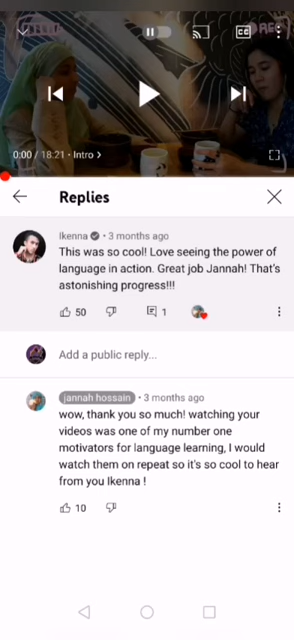 CC
0:00 / 18:21 • Intro >
Replies
Ikenna • 3 months ago
This was so cool! Love seeing the power of
language in action. Great job Jannah! That's
astonishing progress!!!
50
1
Add a public reply...
jannah hossain • 3 months ago
wow, thank you so much! watching your
videos was one of my number one
motivators for language learning, I would
watch them on repeat so it's so cool to hear
from you Ikenna !
10